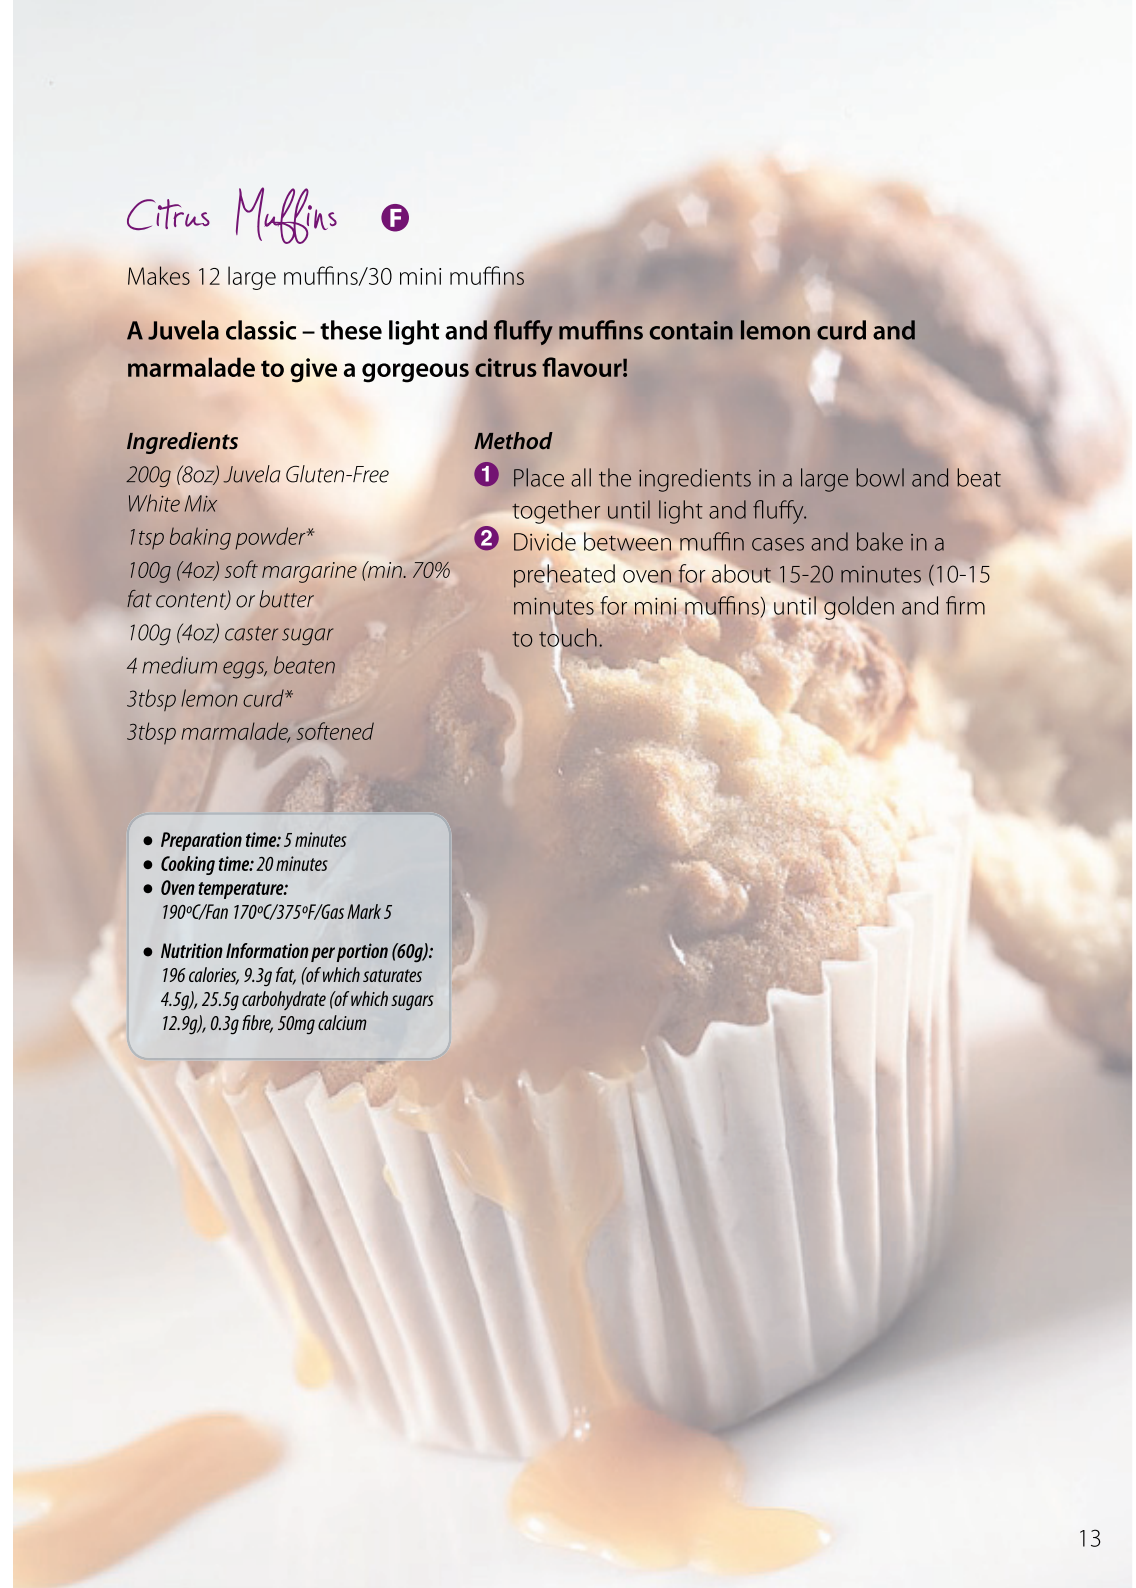 Citrus Muffins F
Makes 12 large muffins/30 mini muffins
A Juvela classic – these light and fluffy muffins contain lemon curd and
marmalade to give a gorgeous citrus flavour!
Ingredients
200g (8oz) Juvela Gluten-Free
White Mix
1tsp baking powder*
100g (4oz) soft margarine (min. 70%
fat content) or butter
100g (4oz) caster sugar
4 medium eggs, beaten
3tbsp lemon curd*
3tbsp marmalade, softened
Method
1 Place all the ingredients in a large bowl and beat
together until light and fluffy.
2 Divide between muffin cases and bake in a
preheated oven for about 15-20 minutes (10-15
minutes for mini muffins) until golden and firm
to touch.
● Preparation time: 5 minutes
● Cooking time: 20 minutes
● Oven temperature:
190ºC/Fan 170ºC/375ºF/Gas Mark 5
● Nutrition Information per portion (60g):
196 calories, 9.3g fat, (of which saturates
4.5g), 25.5g carbohydrate (of which sugars
12.9g), 0.3g fibre, 50mg calcium
13